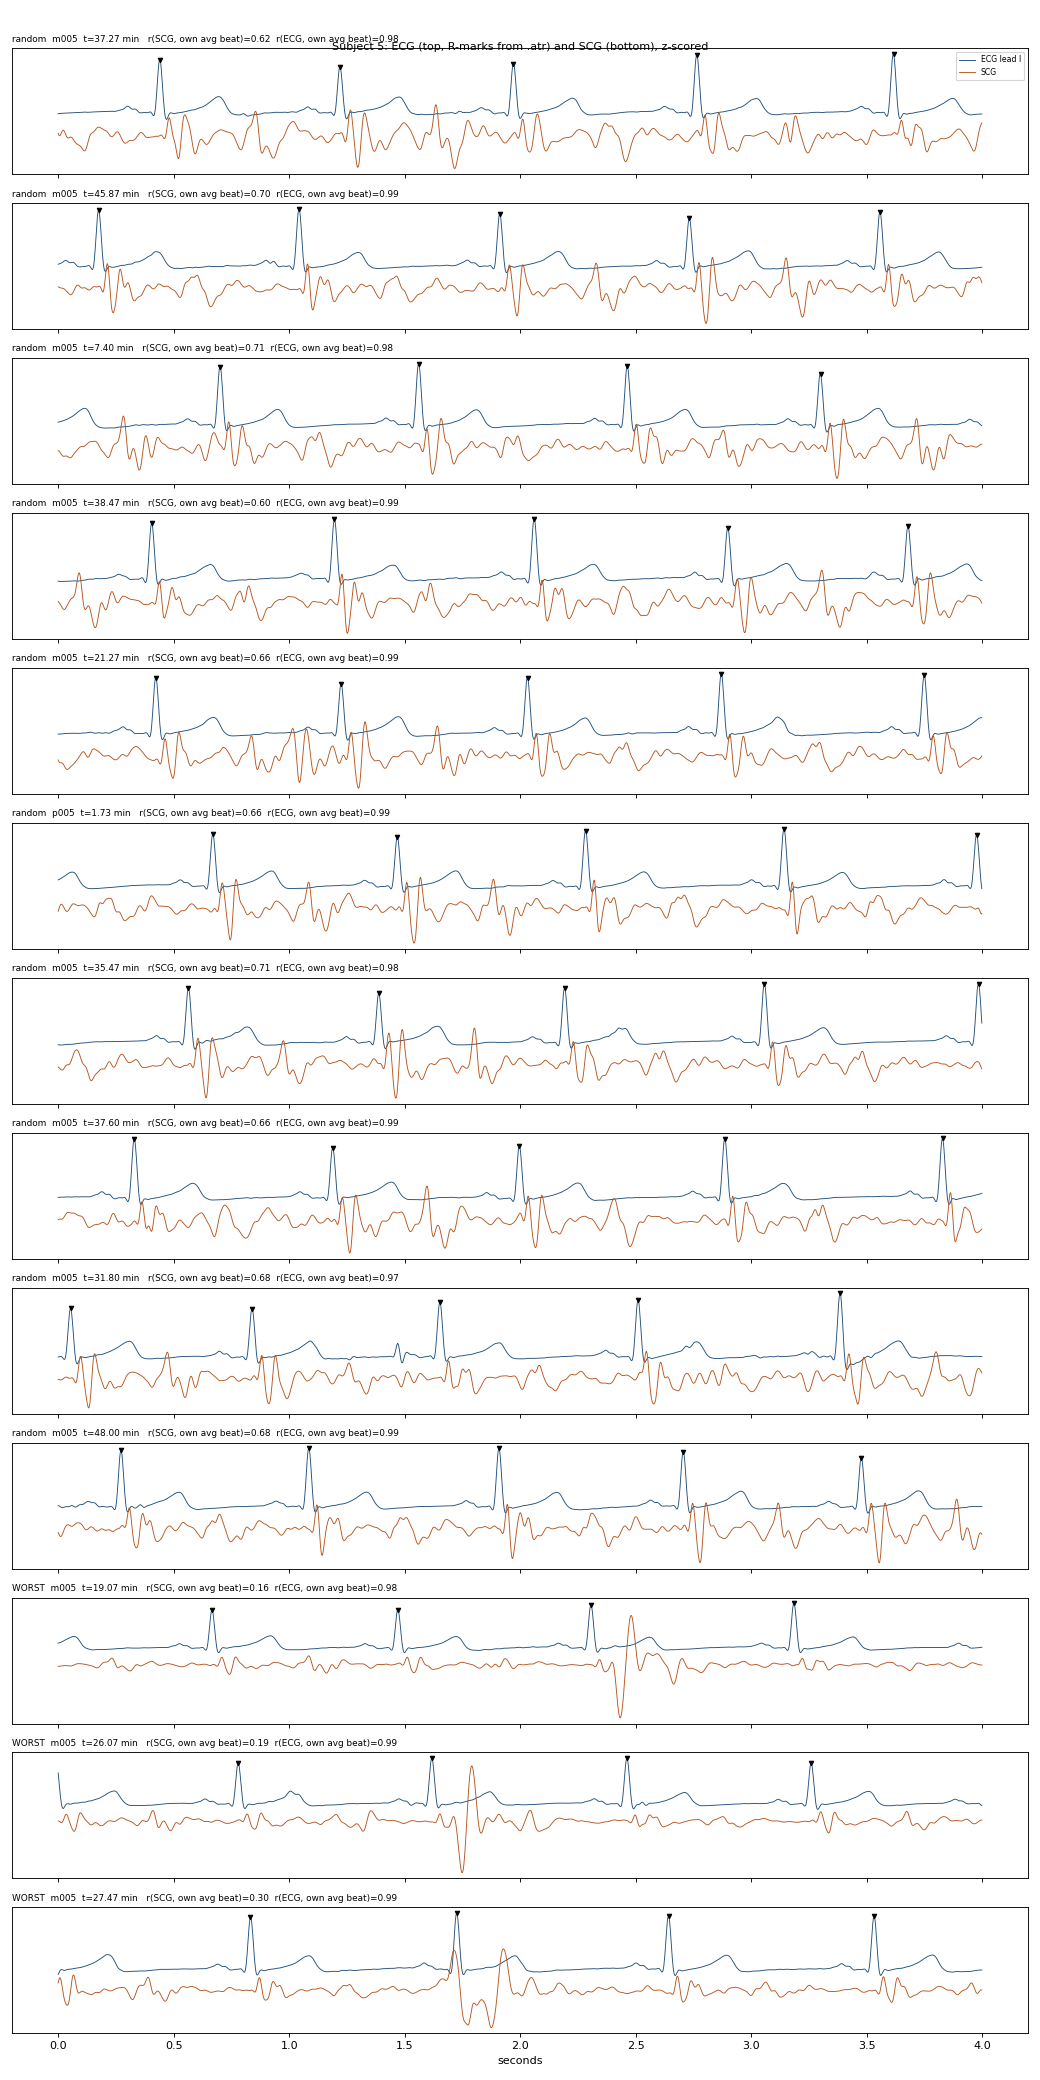 random  m005  t=37.27 min   r(SCG, own avg beat)=0.62  r(ECG, own avg beat)=0.98
Subject 5: ECG (top, R-marks from .atr) and SCG (bottom), z-scored
ECG lead I
SCG
random  m005  t=45.87 min   r(SCG, own avg beat)=0.70  r(ECG, own avg beat)=0.99
random  m005  t=7.40 min   r(SCG, own avg beat)=0.71  r(ECG, own avg beat)=0.98
random  m005  t=38.47 min   r(SCG, own avg beat)=0.60  r(ECG, own avg beat)=0.99
random  m005  t=21.27 min   r(SCG, own avg beat)=0.66  r(ECG, own avg beat)=0.99
random  p005  t=1.73 min   r(SCG, own avg beat)=0.66  r(ECG, own avg beat)=0.99
random  m005  t=35.47 min   r(SCG, own avg beat)=0.71  r(ECG, own avg beat)=0.98
random  m005  t=37.60 min   r(SCG, own avg beat)=0.66  r(ECG, own avg beat)=0.99
random  m005  t=31.80 min   r(SCG, own avg beat)=0.68  r(ECG, own avg beat)=0.97
random  m005  t=48.00 min   r(SCG, own avg beat)=0.68  r(ECG, own avg beat)=0.99
WORST  m005  t=19.07 min   r(SCG, own avg beat)=0.16  r(ECG, own avg beat)=0.98
WORST  m005  t=26.07 min   r(SCG, own avg beat)=0.19  r(ECG, own avg beat)=0.99
WORST  m005  t=27.47 min   r(SCG, own avg beat)=0.30  r(ECG, own avg beat)=0.99
0.0 0.5 1.0 1.5 2.0 2.5 3.0 3.5 4.0
seconds